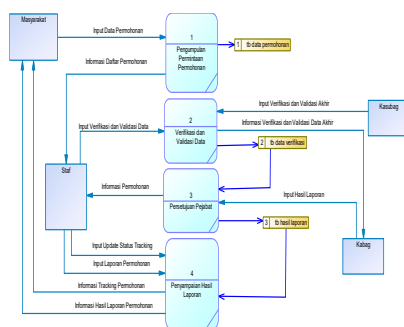 Masyarakat
Input Data Permohonan
1
Pengumpulan
Permintaan
Permohonan
1 tb data permohonan
Informasi Daftar Permohonan
Input Verifikasi dan Validasi Akhir
Kasubag
2
Input Verifikasi dan Validasi Data
Informasi Verifikasi dan Validasi Data Akhir
Verifikasi dan
Validasi Data
2 tb data verifikasi
Staf
Informasi Permohonan
3
Persetujuan Pejabat
Input Hasil Laporan
3 tb hasil laporan
Kabag
Input Update Status Tracking
Input Laporan Permohonan
4
Informasi Tracking Permohonan
Penyampaian Hasil
Laporan
Informasi Hasil Laporan Permohonan